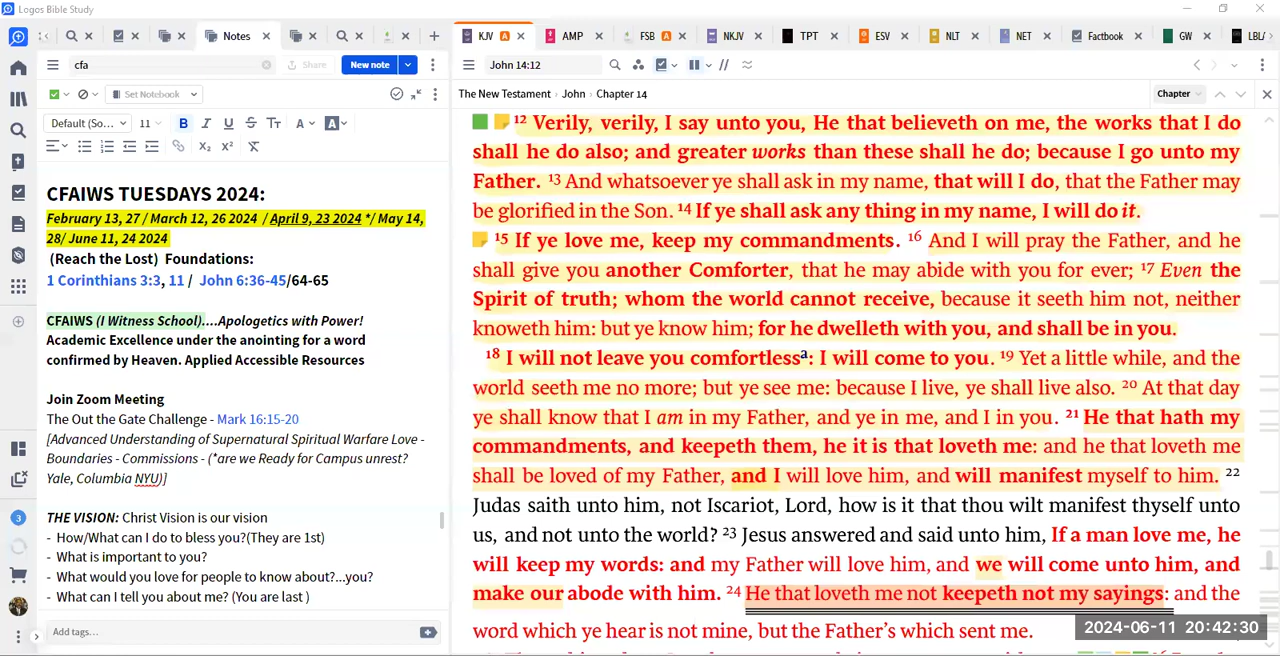 Logos Bible Study
Notes
KJV A
AMP
FSB A
NKJV
TPT
ESV
NLT
NET
Factbook
GW
LBL/
cfa
Share
New note
John 14:12
Set Notebook
The New Testament › John › Chapter 14
Chapter
Default (So...
11
B I U S Tт A A
X₂ X²
CFAIWS TUESDAYS 2024:
February 13, 27 / March 12, 26 2024 / April 9, 23 2024 */ May 14,
28/ June 11, 24 2024
(Reach the Lost) Foundations:
1 Corinthians 3:3, 11 / John 6:36-45/64-65
CFAIWS (I Witness School)....Apologetics with Power!
Academic Excellence under the anointing for a word
confirmed by Heaven. Applied Accessible Resources
Join Zoom Meeting
The Out the Gate Challenge - Mark 16:15-20
[Advanced Understanding of Supernatural Spiritual Warfare Love -
Boundaries - Commissions - (*are we Ready for Campus unrest?
Yale, Columbia NYU)]
THE VISION: Christ Vision is our vision
- How/What can I do to bless you?(They are 1st)
- What is important to you?
- What would you love for people to know about?...you?
- What can I tell you about me? (You are last )
Add tags...
3
12 Verily, verily, I say unto you, He that believeth on me, the works that I do
shall he do also; and greater works than these shall he do; because I go unto my
Father. 13 And whatsoever ye shall ask in my name, that will I do, that the Father may
be glorified in the Son. 14 If ye shall ask any thing in my name, I will do it.
15 If ye love me, keep my commandments. 16 And I will pray the Father, and he
shall give you another Comforter, that he may abide with you for ever; 17 Even the
Spirit of truth; whom the world cannot receive, because it seeth him not, neither
knoweth him: but ye know him; for he dwelleth with you, and shall be in you.
18 I will not leave you comfortlessa: I will come to you. 19 Yet a little while, and the
world seeth me no more; but ye see me: because I live, ye shall live also. 20 At that day
ye shall know that I am in my Father, and ye in me, and I in you. 21 He that hath my
commandments, and keepeth them, he it is that loveth me: and he that loveth me
shall be loved of my Father, and I will love him, and will manifest myself to him. 22
Judas saith unto him, not Iscariot, Lord, how is it that thou wilt manifest thyself unto
us, and not unto the world? 23 Jesus answered and said unto him, If a man love me, he
will keep my words: and my Father will love him, and we will come unto him, and
make our abode with him. 24 He that loveth me not keepeth not my sayings: and the
word which ye hear is not mine, but the Father's which sent me.
2024-06-11 20:42:30